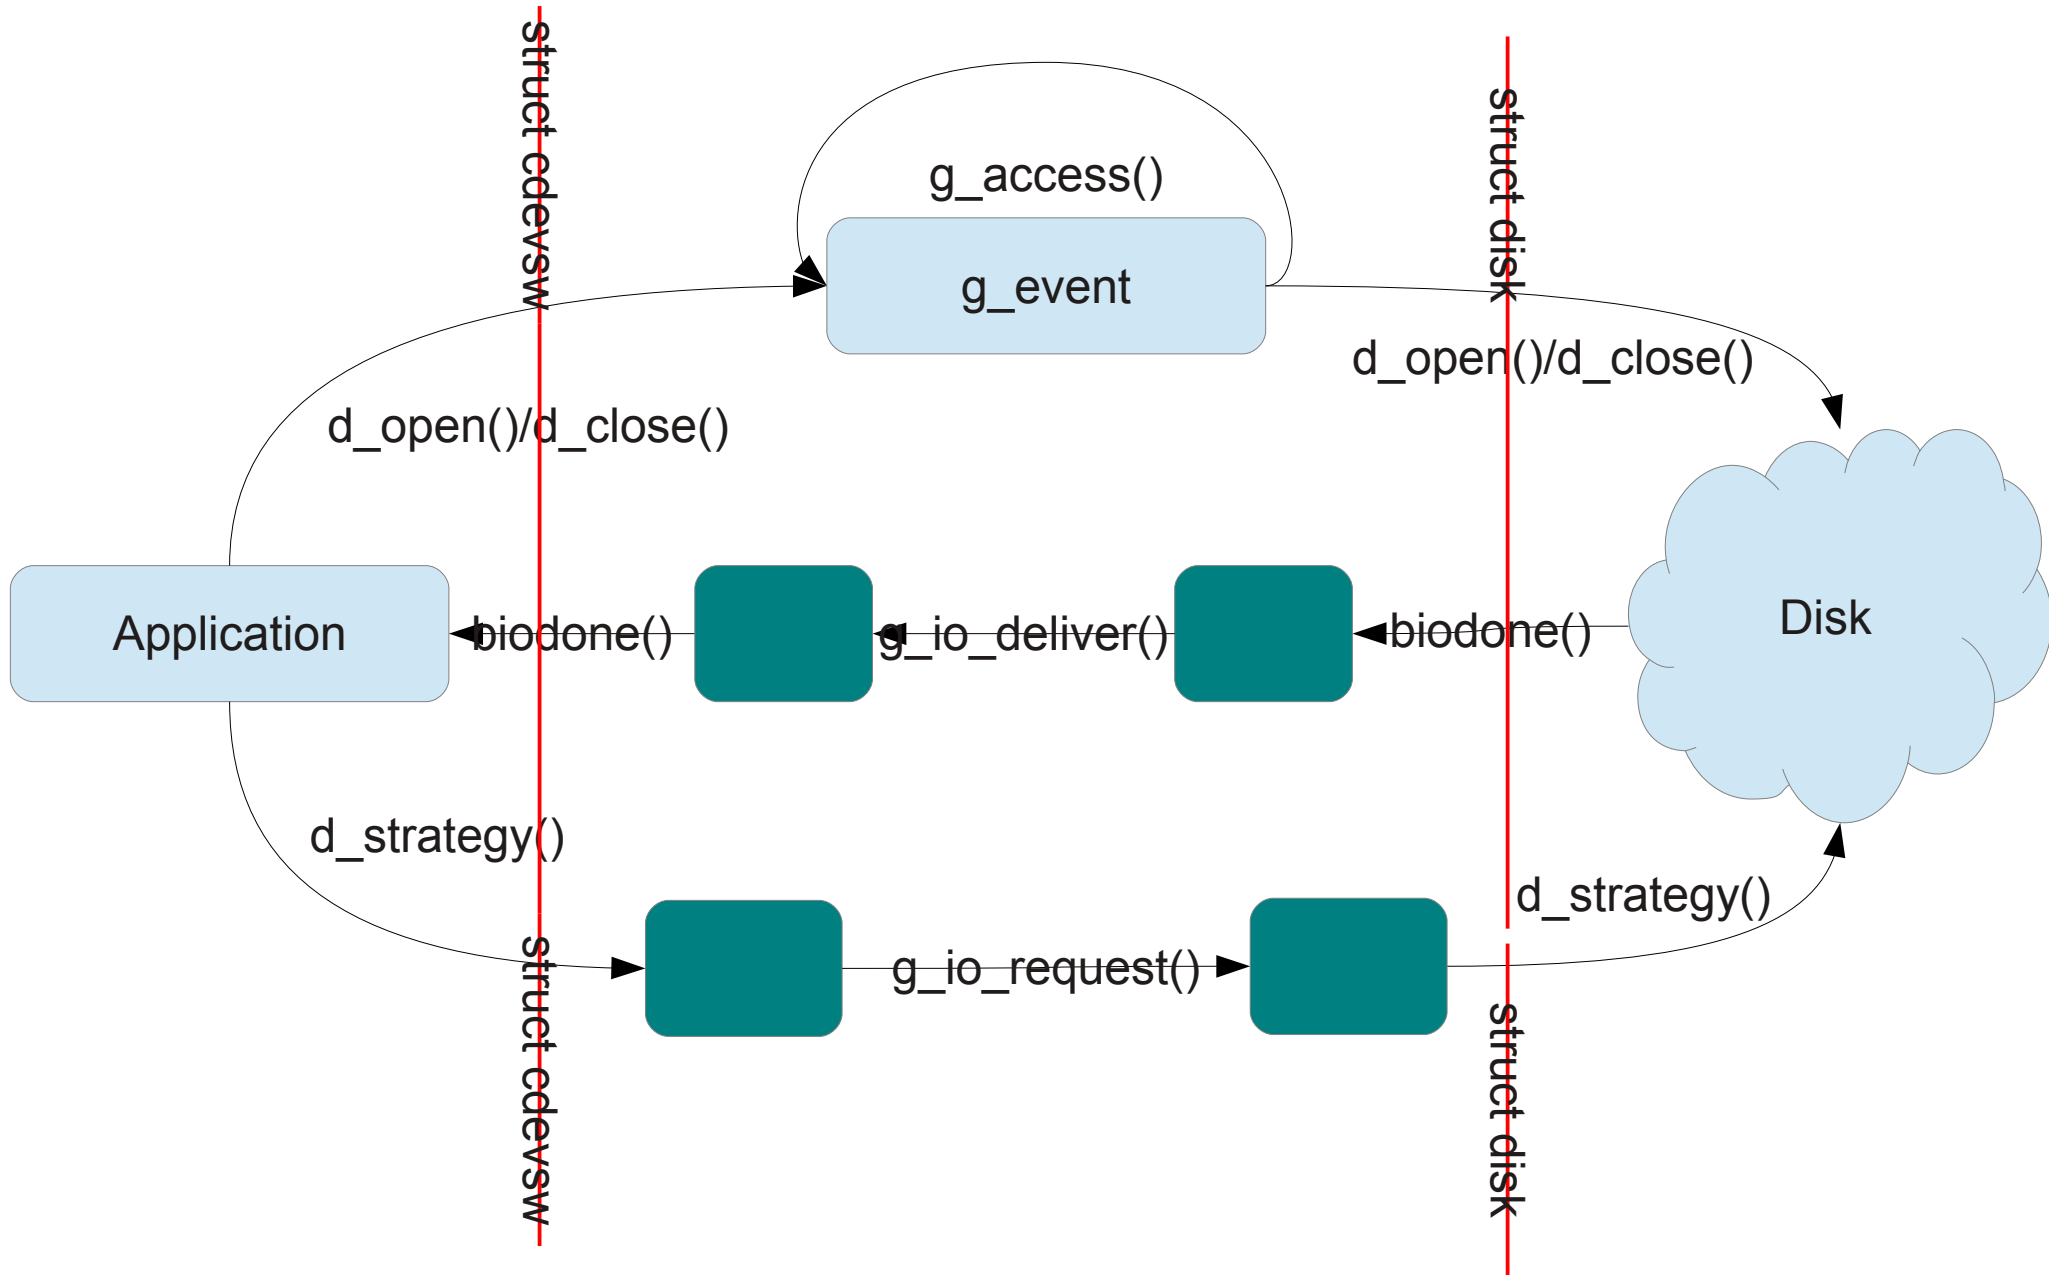 struct cdevsw
struct disk
g_access()
g_event
d_open()/d_close()
d_open()/d_close()
Application
biodone()
g_io_deliver()
biodone()
Disk
d_strategy()
d_strategy()
g_io_request()
struct cdevsw
struct disk